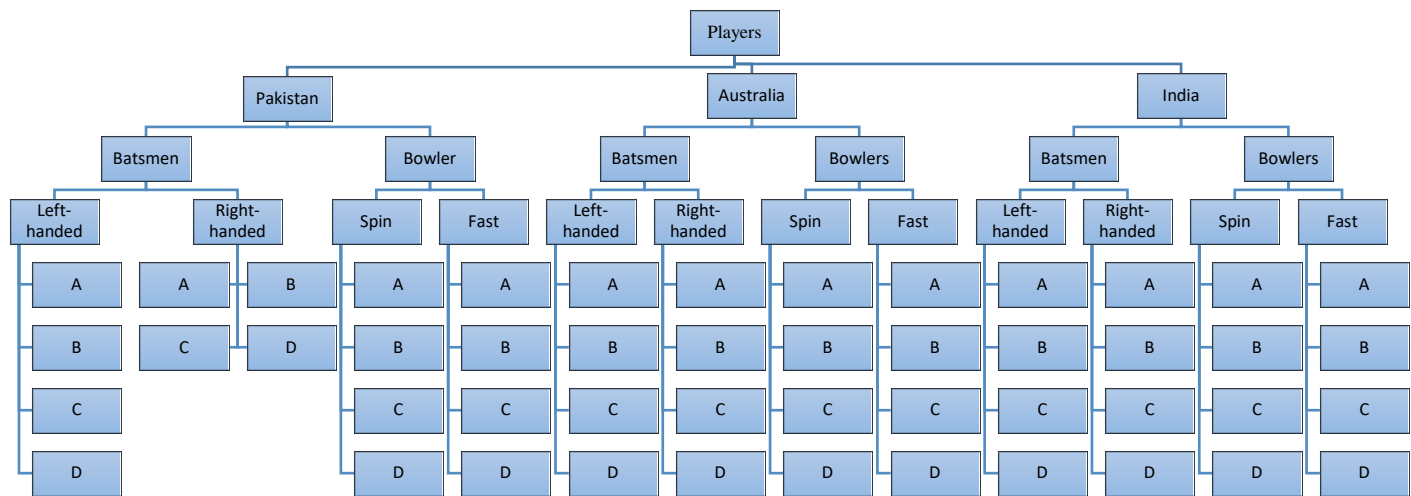 Players
Pakistan Australia India
Batsmen Bowler Batsmen Bowlers Batsmen Bowlers
Left-handed Right-handed Spin Fast Left-handed Right-handed Spin Fast Left-handed Right-handed Spin Fast
A A B A A A A A A A A A A
B C D B B B B B B B B B B
C C C C C C C C C C C
D D D D D D D D D D D